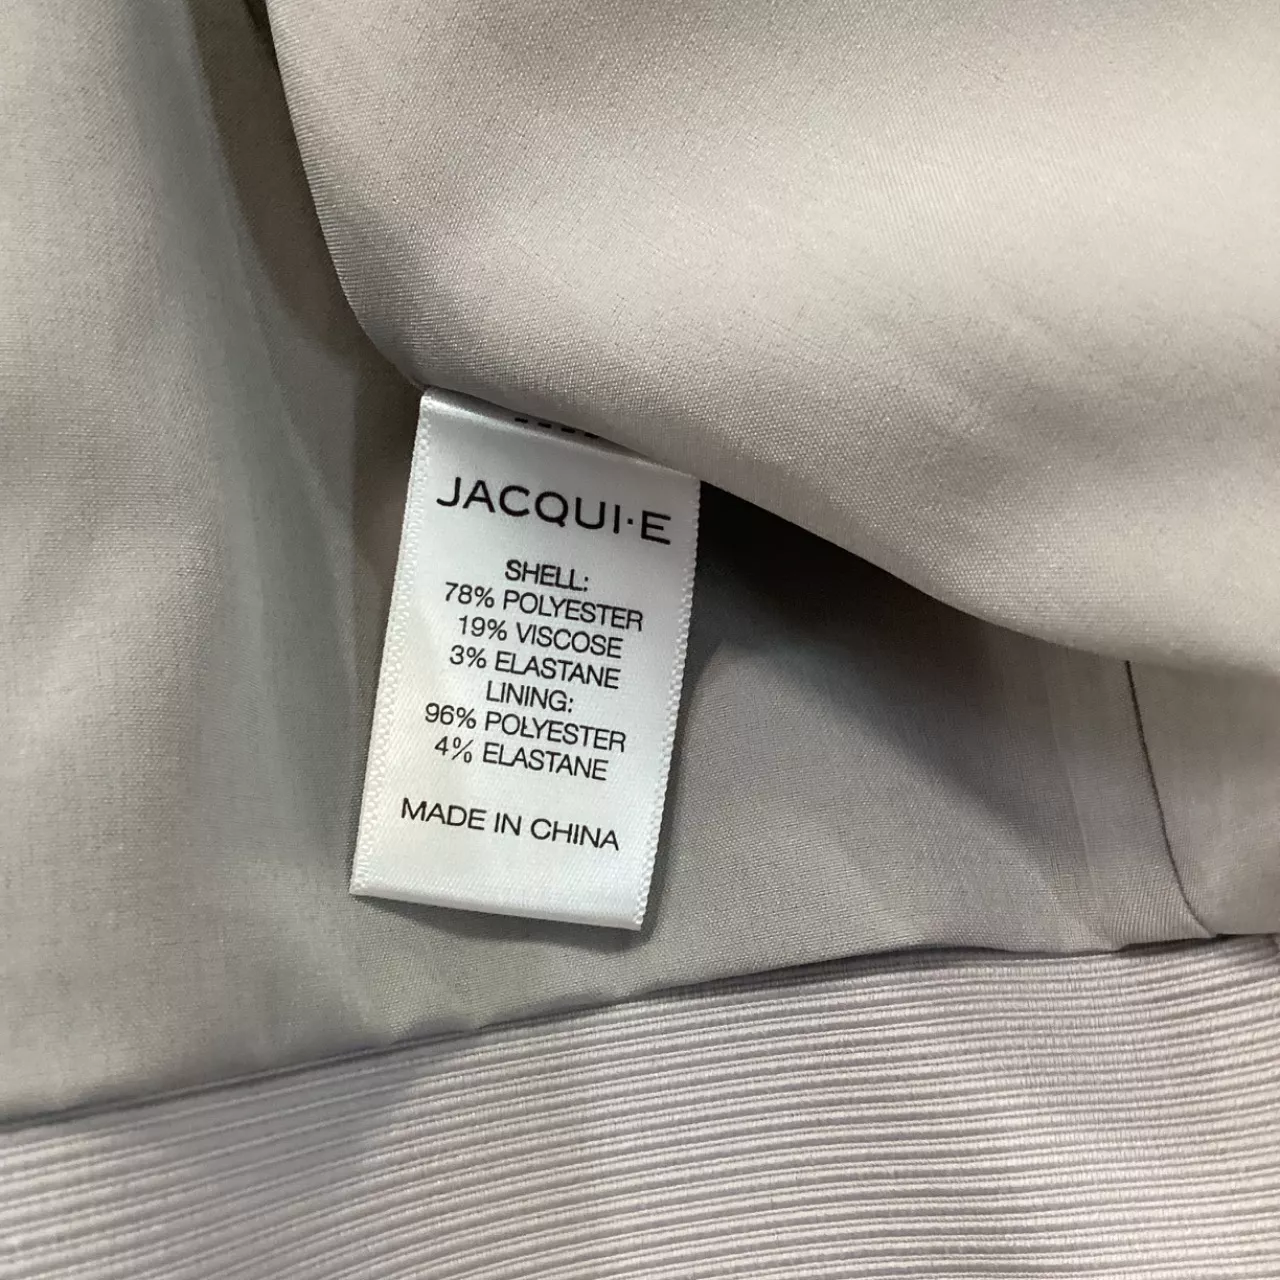 JACQUI·E
SHELL:
78% POLYESTER
19% VISCOSE
3% ELASTANE
LINING:
96% POLYESTER
4% ELASTANE
MADE IN CHINA